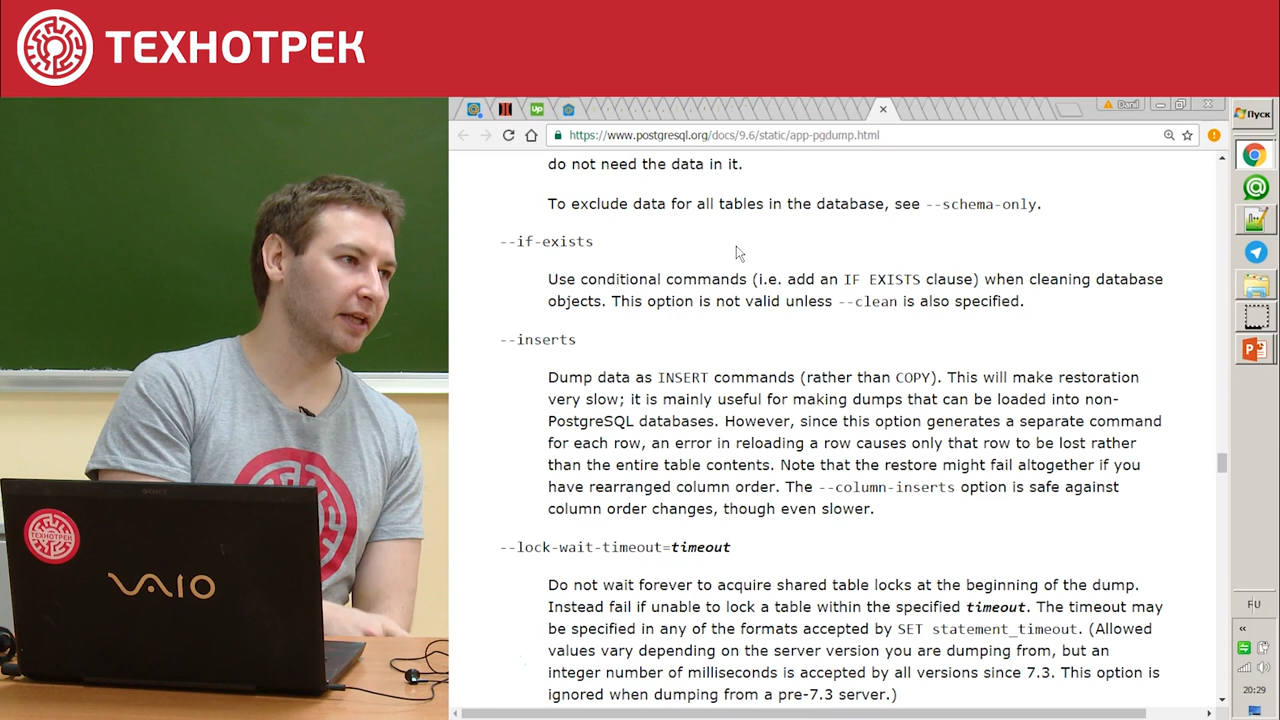 ТЕХНОТРЕК
Danil
https://www.postgresql.org/docs/9.6/static/app-pgdump.html
Пуск
do not need the data in it.
To exclude data for all tables in the database, see --schema-only.
--if-exists
Use conditional commands (i.e. add an IF EXISTS clause) when cleaning database
objects. This option is not valid unless --clean is also specified.
--inserts
Dump data as INSERT commands (rather than COPY). This will make restoration
very slow; it is mainly useful for making dumps that can be loaded into non-
PostgreSQL databases. However, since this option generates a separate command
for each row, an error in reloading a row causes only that row to be lost rather
than the entire table contents. Note that the restore might fail altogether if you
have rearranged column order. The --column-inserts option is safe against
column order changes, though even slower.
--lock-wait-timeout=timeout
Do not wait forever to acquire shared table locks at the beginning of the dump.
Instead fail if unable to lock a table within the specified timeout. The timeout may
be specified in any of the formats accepted by SET statement_timeout. (Allowed
values vary depending on the server version you are dumping from, but an
integer number of milliseconds is accepted by all versions since 7.3. This option is
ignored when dumping from a pre-7.3 server.)
Up
20:29
SONY
ТЕХНОТРЕК
VAIO